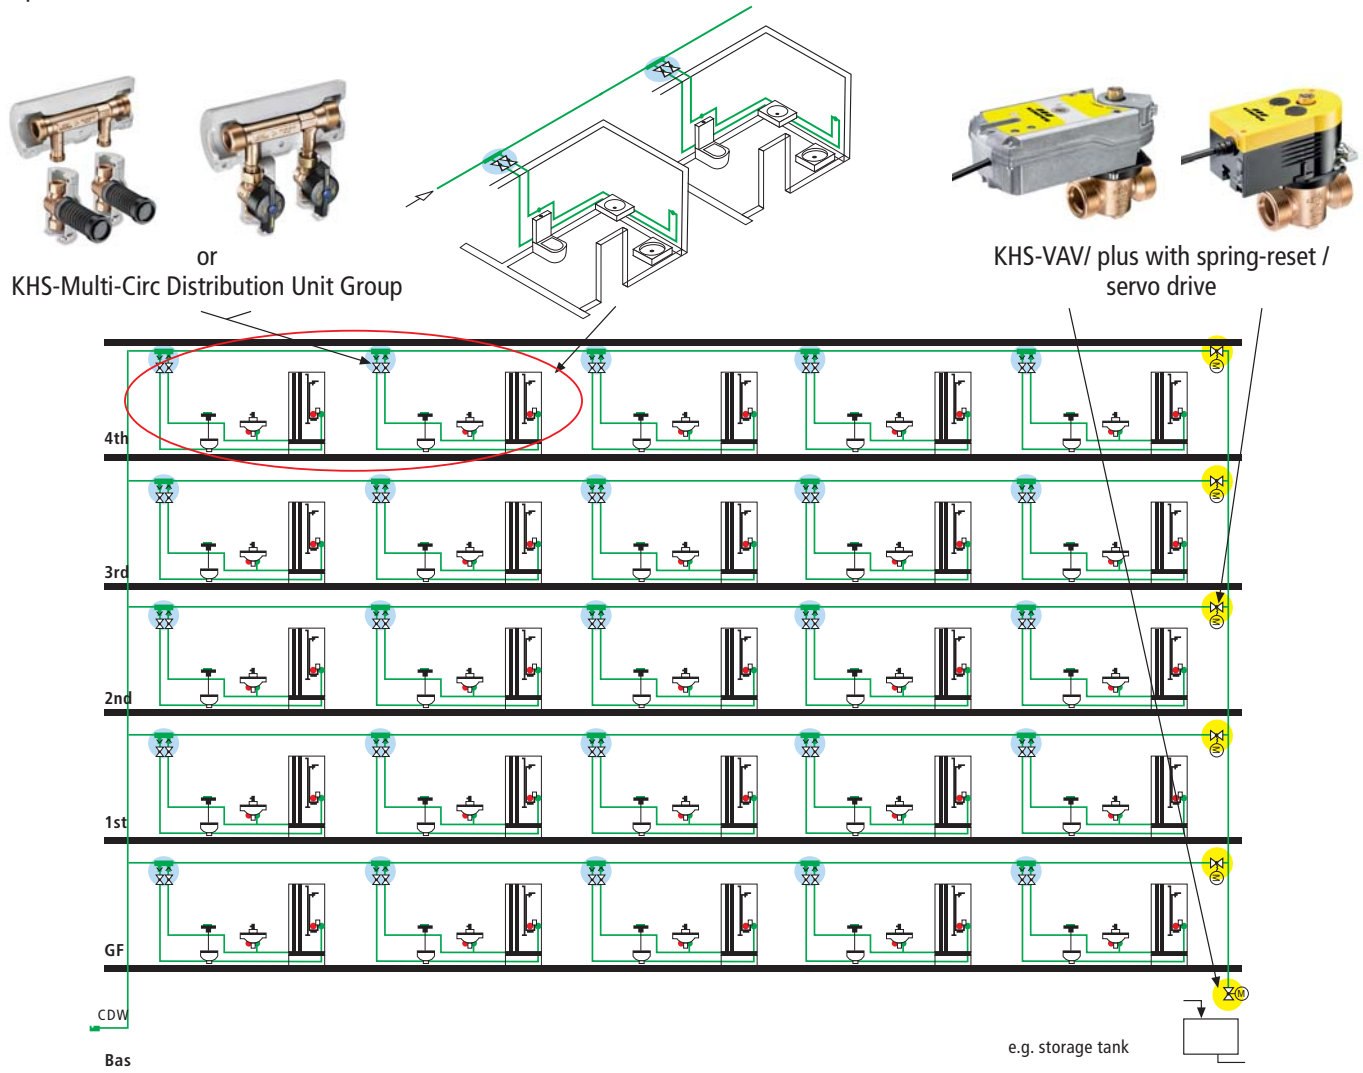 or
KHS-Multi-Circ Distribution Unit Group
KHS-VAV/ plus with spring-reset /
servo drive
M
4th
M
3rd
M
2nd
M
1st
M
GF
M
CDW
e.g. storage tank
Bas